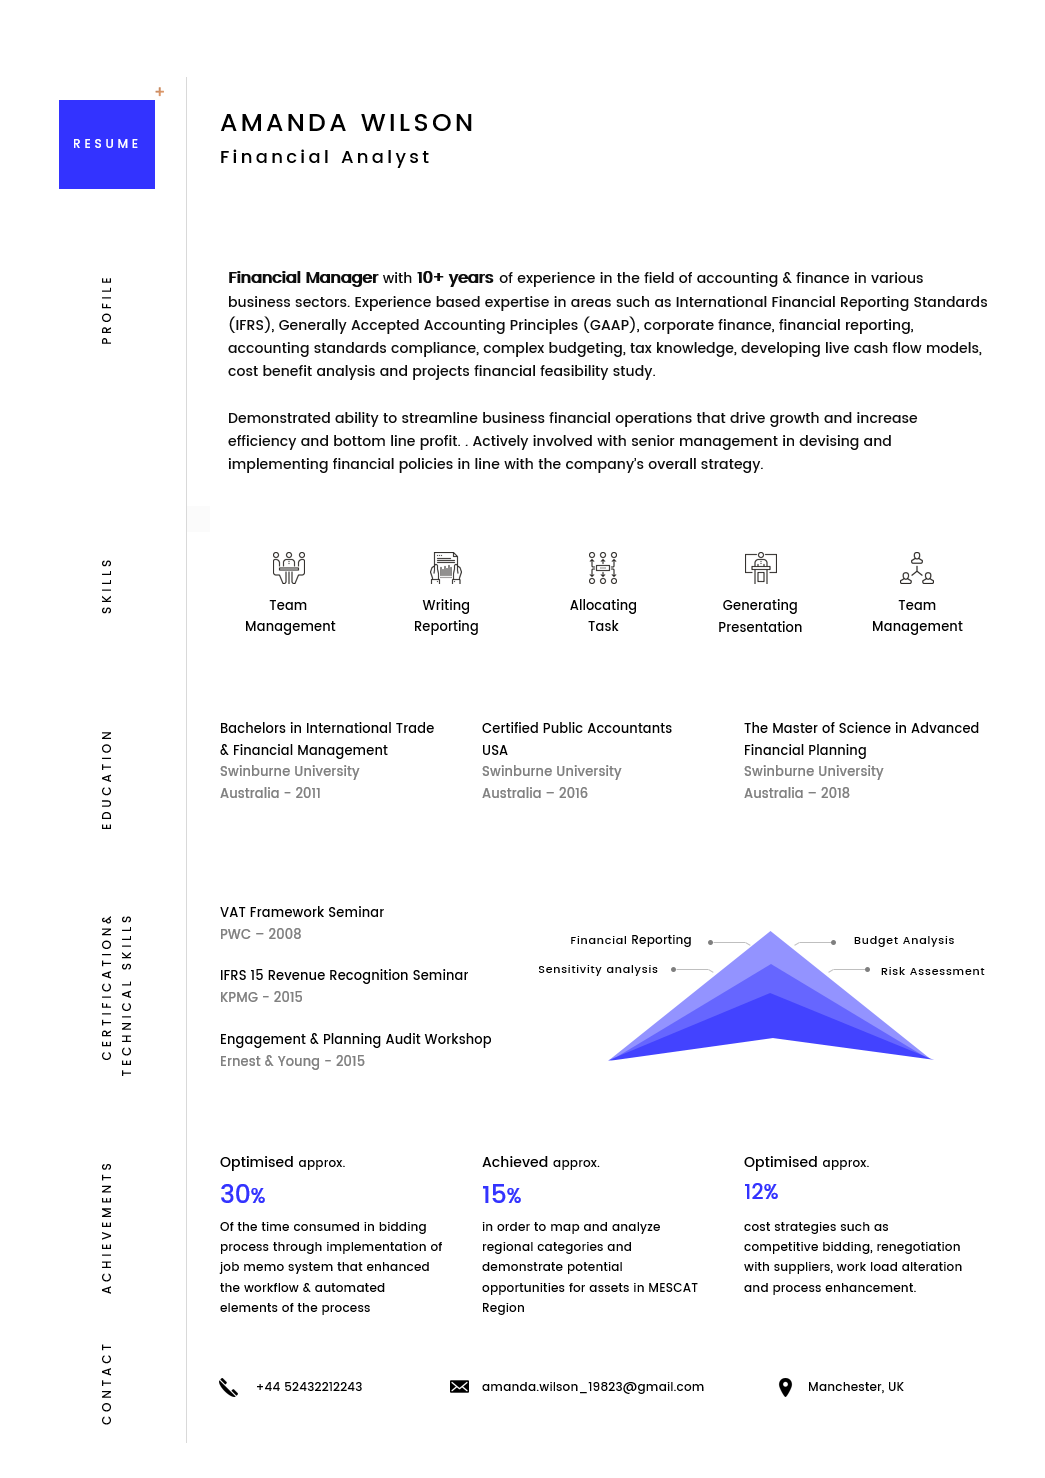 +
RESUME
AMANDA WILSON
Financial Analyst
PROFILE
Financial Manager with 10+ years of experience in the field of accounting & finance in various
business sectors. Experience based expertise in areas such as International Financial Reporting Standards
(IFRS), Generally Accepted Accounting Principles (GAAP), corporate finance, financial reporting,
accounting standards compliance, complex budgeting, tax knowledge, developing live cash flow models,
cost benefit analysis and projects financial feasibility study.
Demonstrated ability to streamline business financial operations that drive growth and increase
efficiency and bottom line profit. . Actively involved with senior management in devising and
implementing financial policies in line with the company's overall strategy.
SKILLS
Team
Management
Writing
Reporting
Allocating
Task
Generating
Presentation
Team
Management
EDUCATION
Bachelors in International Trade
& Financial Management
Swinburne University
Australia - 2011
Certified Public Accountants
USA
Swinburne University
Australia – 2016
The Master of Science in Advanced
Financial Planning
Swinburne University
Australia – 2018
CERTIFICATION&
TECHNICAL SKILLS
VAT Framework Seminar
PWC – 2008
IFRS 15 Revenue Recognition Seminar
KPMG - 2015
Engagement & Planning Audit Workshop
Ernest & Young - 2015
Financial Reporting
Sensitivity analysis
Budget Analysis
Risk Assessment
ACHIEVEMENTS
Optimised approx.
30%
Of the time consumed in bidding
process through implementation of
job memo system that enhanced
the workflow & automated
elements of the process
Achieved approx.
15%
in order to map and analyze
regional categories and
demonstrate potential
opportunities for assets in MESCAT
Region
Optimised approx.
12%
cost strategies such as
competitive bidding, renegotiation
with suppliers, work load alteration
and process enhancement.
CONTACT
+44 52432212243
amanda.wilson_19823@gmail.com
Manchester, UK